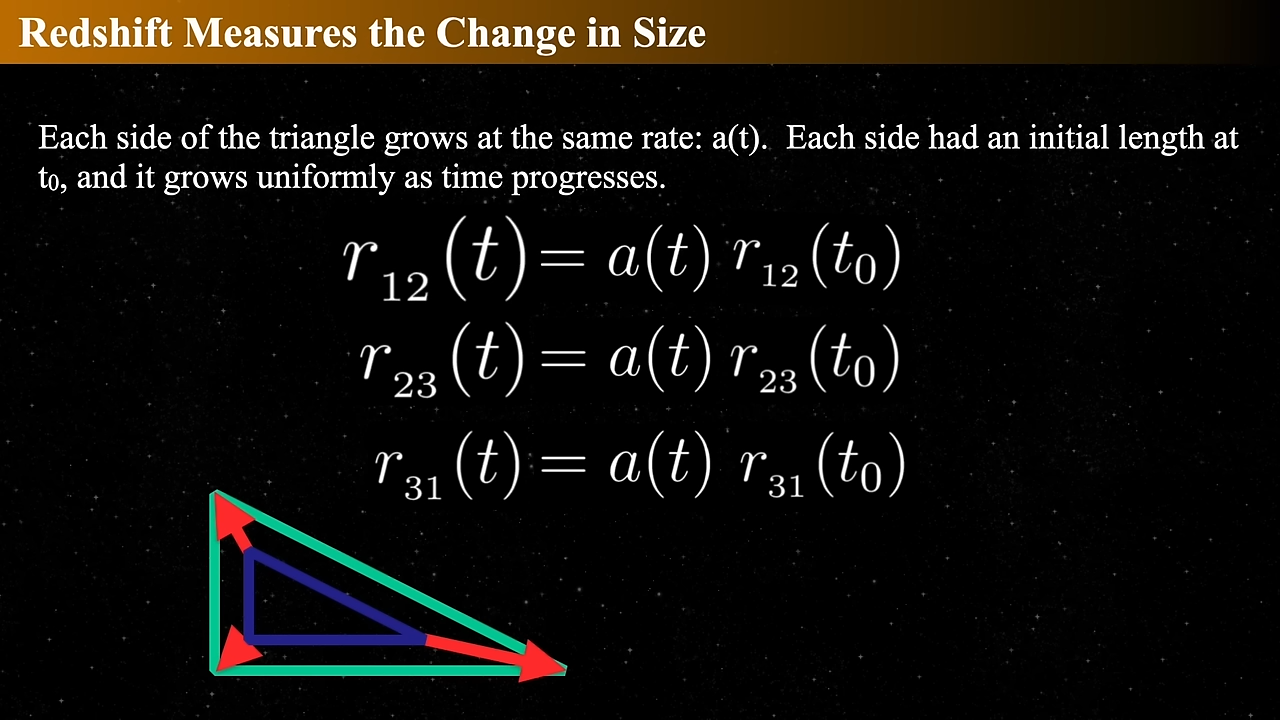 Redshift Measures the Change in Size
Each side of the triangle grows at the same rate: a(t).  Each side had an initial length at
t₀, and it grows uniformly as time progresses.
r₁₂(t) = a(t) r₁₂(t₀)
r₂₃(t) = a(t) r₂₃(t₀)
r₃₁(t) = a(t) r₃₁(t₀)